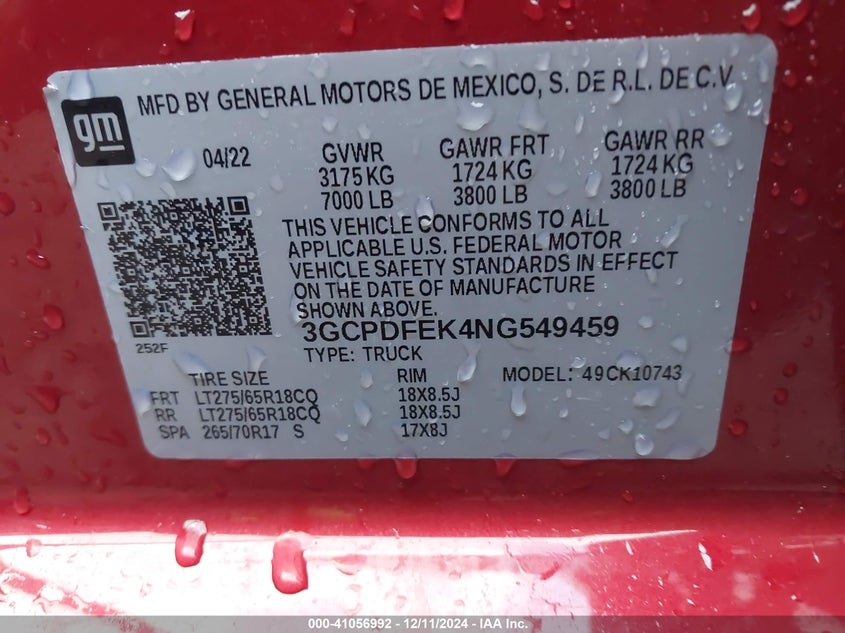 MFD BY GENERAL MOTORS DE MEXICO, S. DE R.L. DE C.V
gm
04/22 GVWR GAWR FRT GAWR RR
3175 KG 1724 KG 1724 KG
7000 LB 3800 LB 3800 LB
THIS VEHICLE CONFORMS TO ALL
APPLICABLE U.S. FEDERAL MOTOR
VEHICLE SAFETY STANDARDS IN EFFECT
ON THE DATE OF MANUFACTURE
SHOWN ABOVE.
3GCPDFEK4NG549459
252F
TYPE: TRUCK
TIRE SIZE RIM MODEL: 49CK10743
FRT LT275/65R18CQ 18X8.5J
RR LT275/65R18CQ 18X8.5J
SPA 265/70R17 S 17X8J
000-41056992 - 12/11/2024 - IAA Inc.